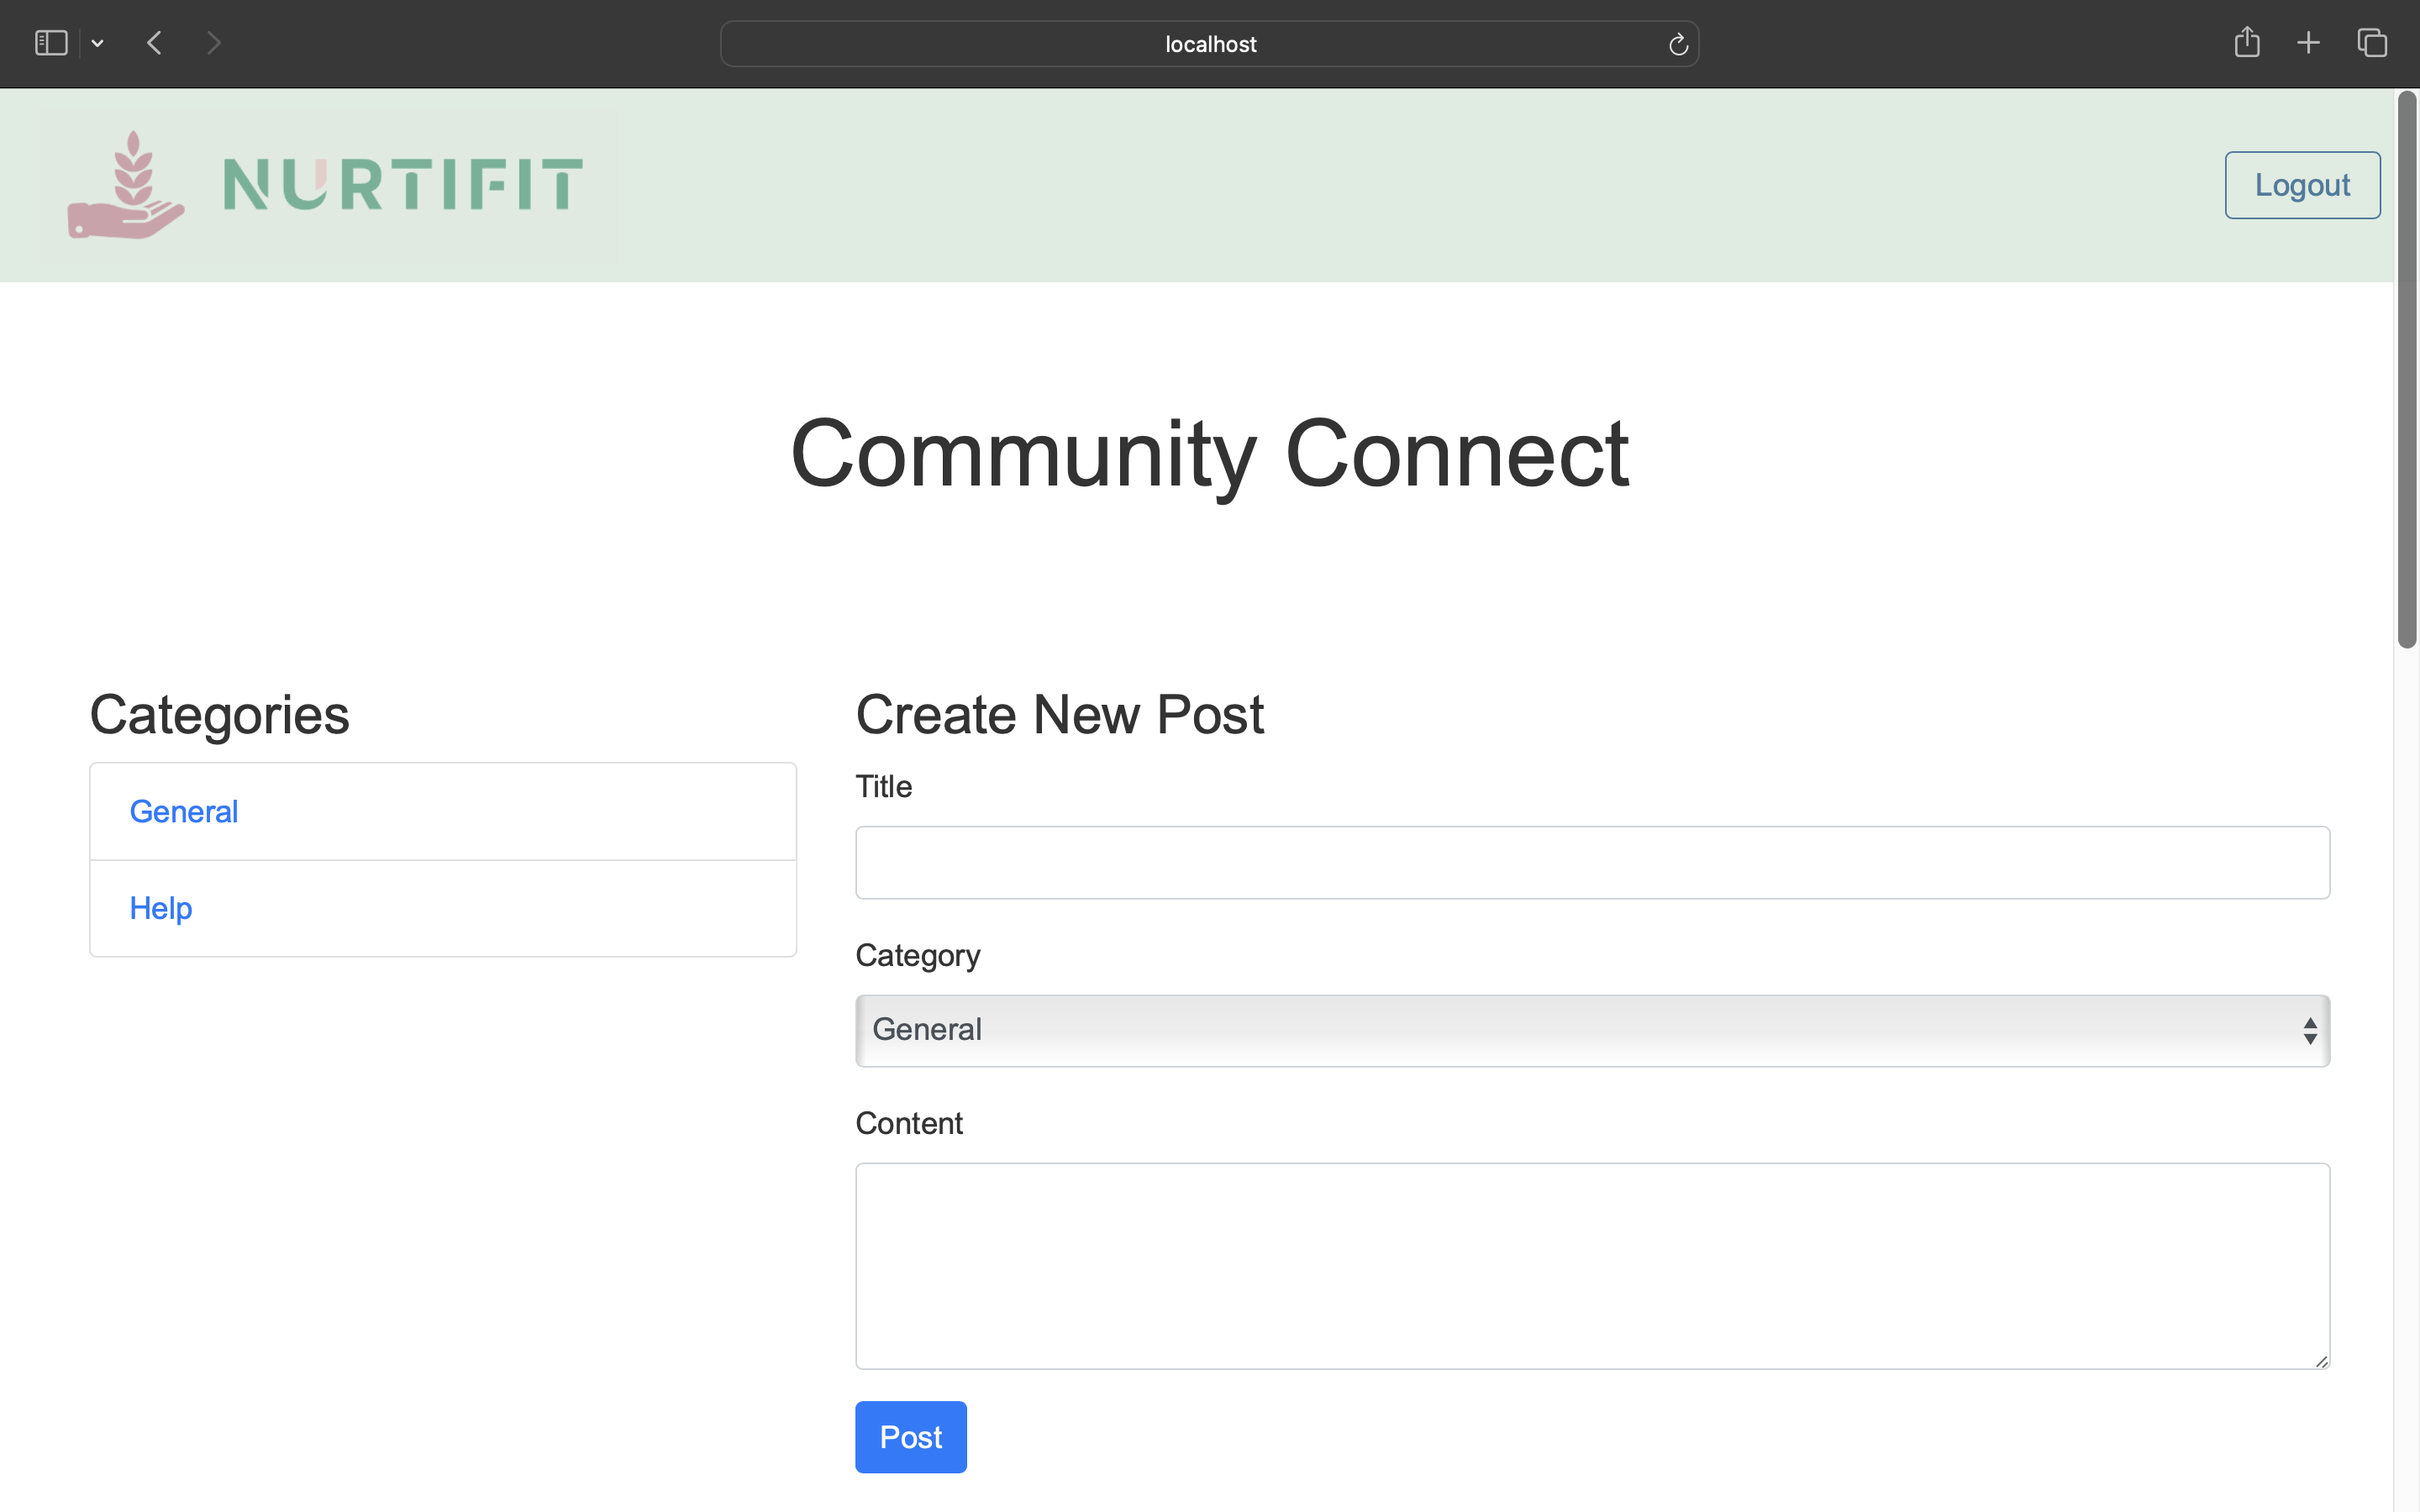 localhost
NURTIFIT
Logout
Community Connect
Categories
General
Help
Create New Post
Title
Category
General
Content
Post